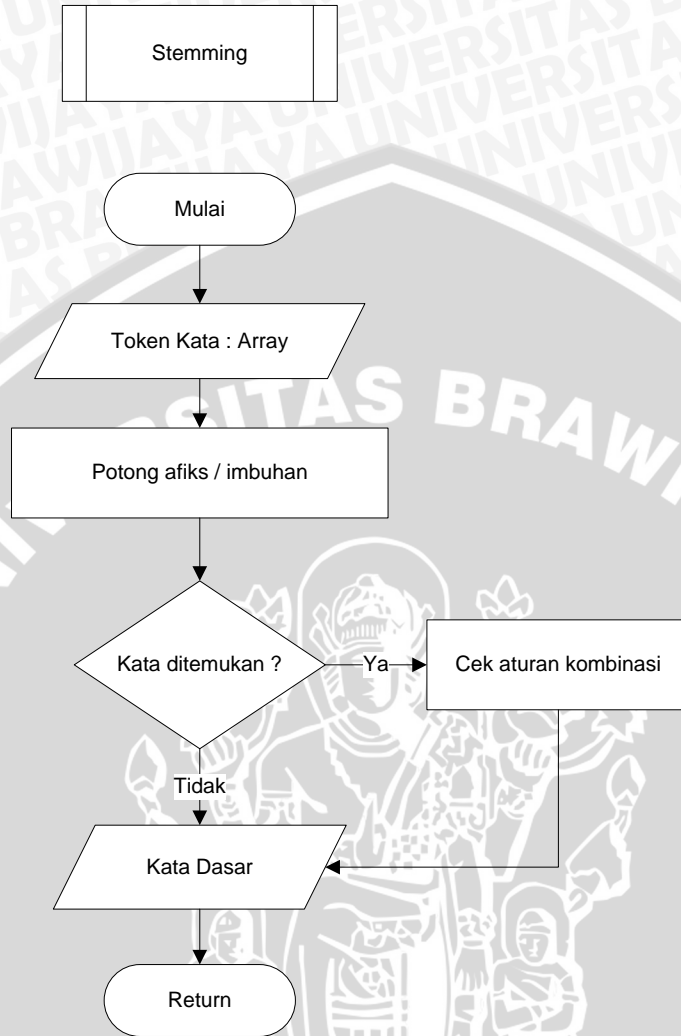 Stemming
Mulai
Token Kata : Array
Potong afiks / imbuhan
Kata ditemukan ?
Ya
Cek aturan kombinasi
Tidak
Kata Dasar
Return